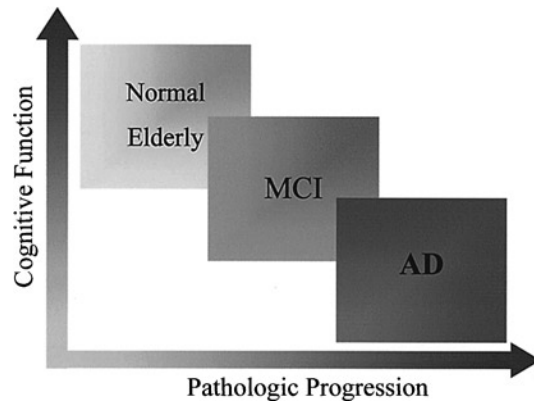 Cognitive Function
Normal
Elderly
MCI
AD
Pathologic Progression